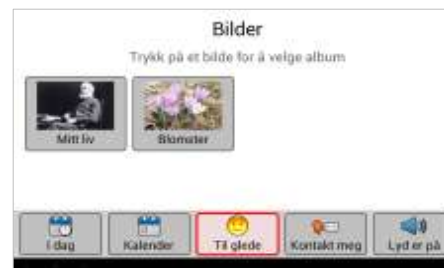 Bilder
Trykk på et bilde for å velge album
Mitt liv
Blomster
I dag
Kalender
Til glede
Kontakt meg
Lyd er på